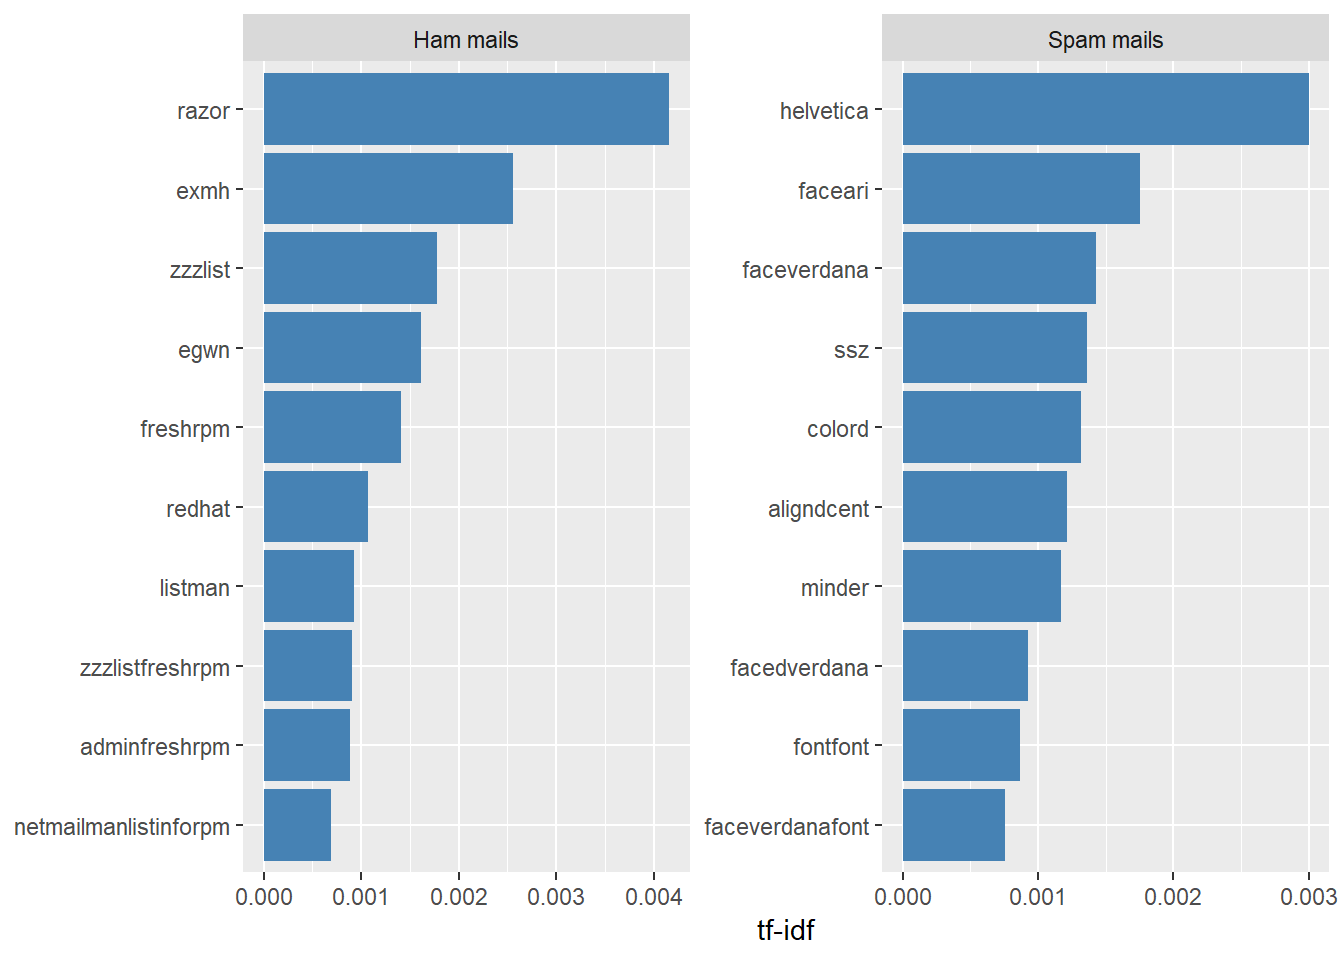 Ham mails
razor
exmh
zzzlist
egwn
freshrpm
redhat
listman
zzzlistfreshrpm
adminfreshrpm
netmailmanlistinforpm
0.000 0.001 0.002 0.003 0.004
Spam mails
helvetica
faceari
faceverdana
ssz
colord
aligndcent
minder
facedverdana
fontfont
faceverdanafont
0.000 0.001 0.002 0.003
tf-idf